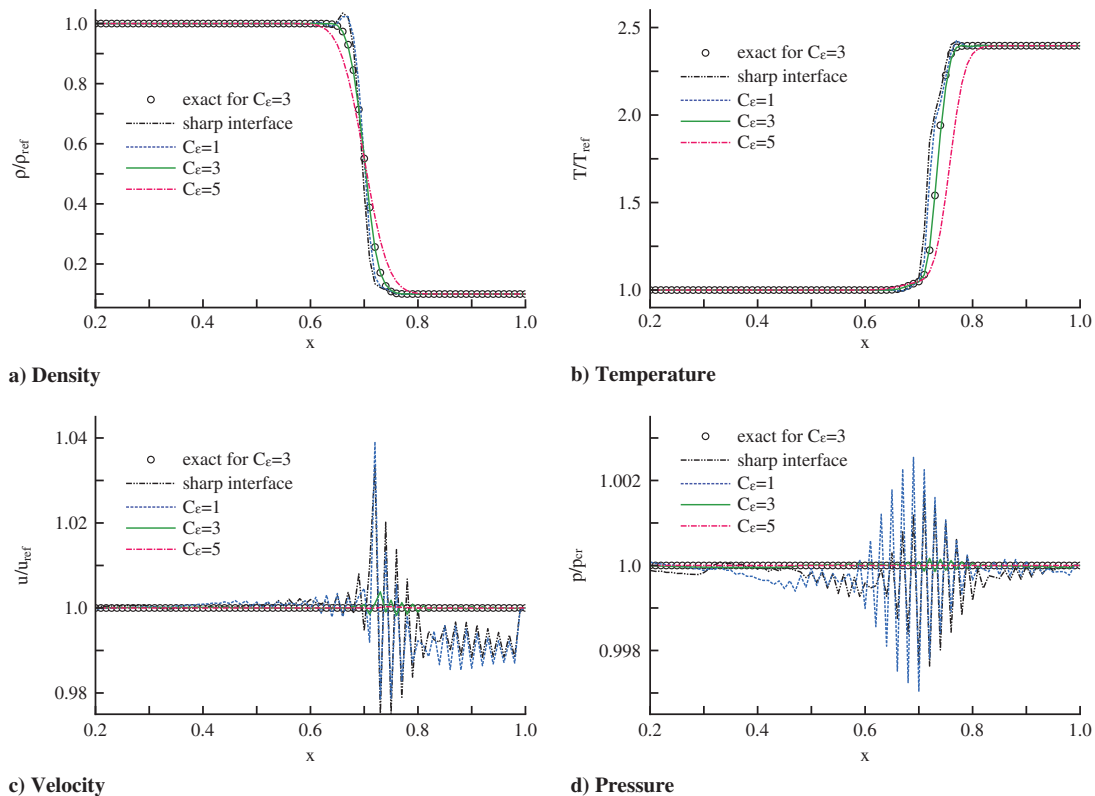 1.0
0.8
0.6
0.4
0.2
ρ/ρref
exact for Cε=3
sharp interface
Cε=1
Cε=3
Cε=5
0.2 0.4 0.6 0.8 1.0
x
a) Density
2.5
2.0
1.5
1.0
T/Tref
exact for Cε=3
sharp interface
Cε=1
Cε=3
Cε=5
0.2 0.4 0.6 0.8 1.0
x
b) Temperature
1.04
1.02
1.0
0.98
u/uref
exact for Cε=3
sharp interface
Cε=1
Cε=3
Cε=5
0.2 0.4 0.6 0.8 1.0
x
c) Velocity
1.002
1.0
0.998
p/pcr
exact for Cε=3
sharp interface
Cε=1
Cε=3
Cε=5
0.2 0.4 0.6 0.8 1.0
x
d) Pressure